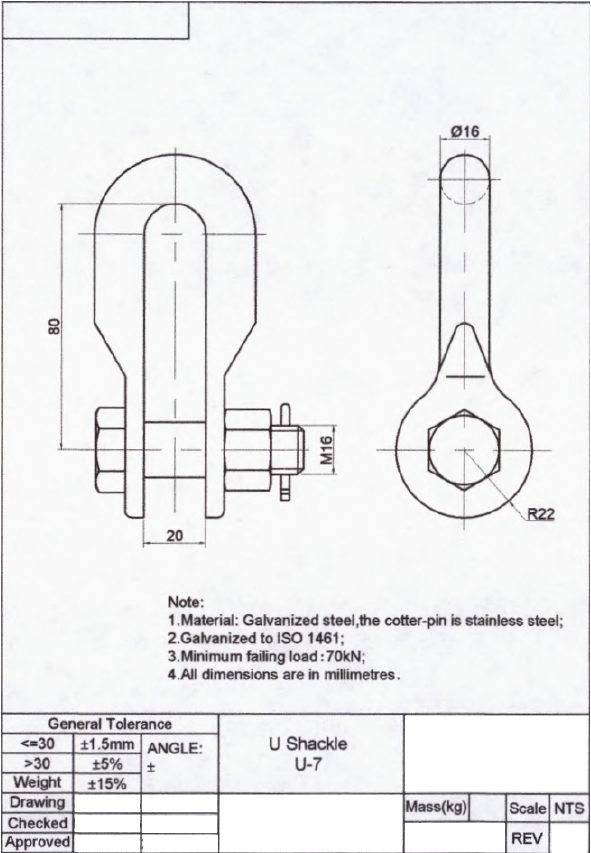 Ø16
80
M16
20
R22
Note:
1.Material: Galvanized steel,the cotter-pin is stainless steel;
2.Galvanized to ISO 1461;
3.Minimum failing load:70kN;
4.All dimensions are in millimetres.
General Tolerance
<=30 ±1.5mm ANGLE:
>30 ±5% ±
Weight ±15%
U Shackle
U-7
Drawing
Checked
Approved
Mass(kg) Scale NTS
REV